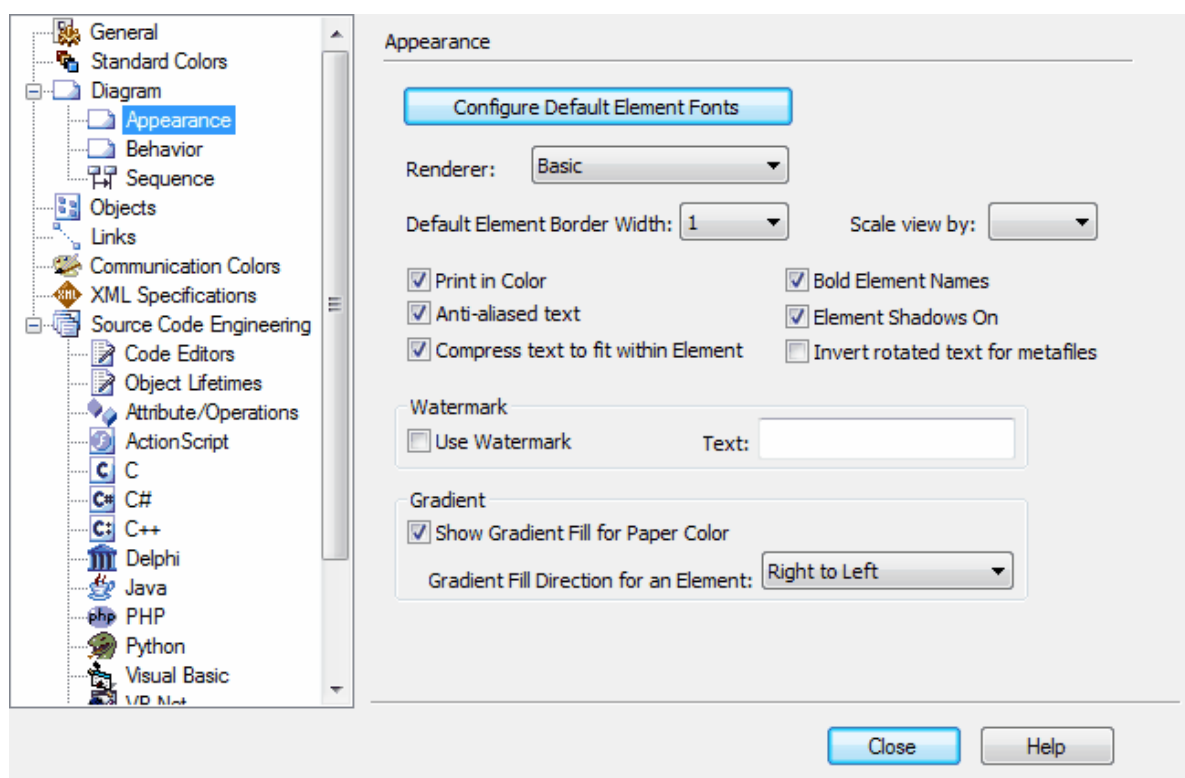 General
Standard Colors
Diagram
Appearance
Behavior
Sequence
Objects
Links
Communication Colors
XML Specifications
Source Code Engineering
Code Editors
Object Lifetimes
Attribute/Operations
ActionScript
C
C#
C++
Delphi
Java
php PHP
Python
Visual Basic
VB.Net
Appearance
Configure Default Element Fonts
Renderer: Basic
Default Element Border Width: 1 Scale view by:
Print in Color Bold Element Names
Anti-aliased text Element Shadows On
Compress text to fit within Element Invert rotated text for metafiles
Watermark
Use Watermark Text:
Gradient
Show Gradient Fill for Paper Color
Gradient Fill Direction for an Element: Right to Left
Close Help